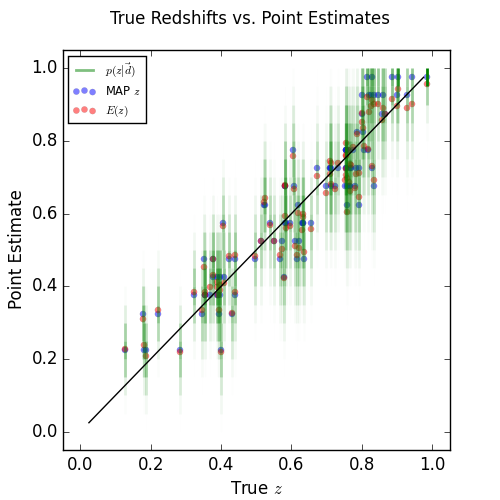 True Redshifts vs. Point Estimates
p(z|d⃗)
MAP z
E(z)
Point Estimate
1.0
0.8
0.6
0.4
0.2
0.0
0.0 0.2 0.4 0.6 0.8 1.0
True z